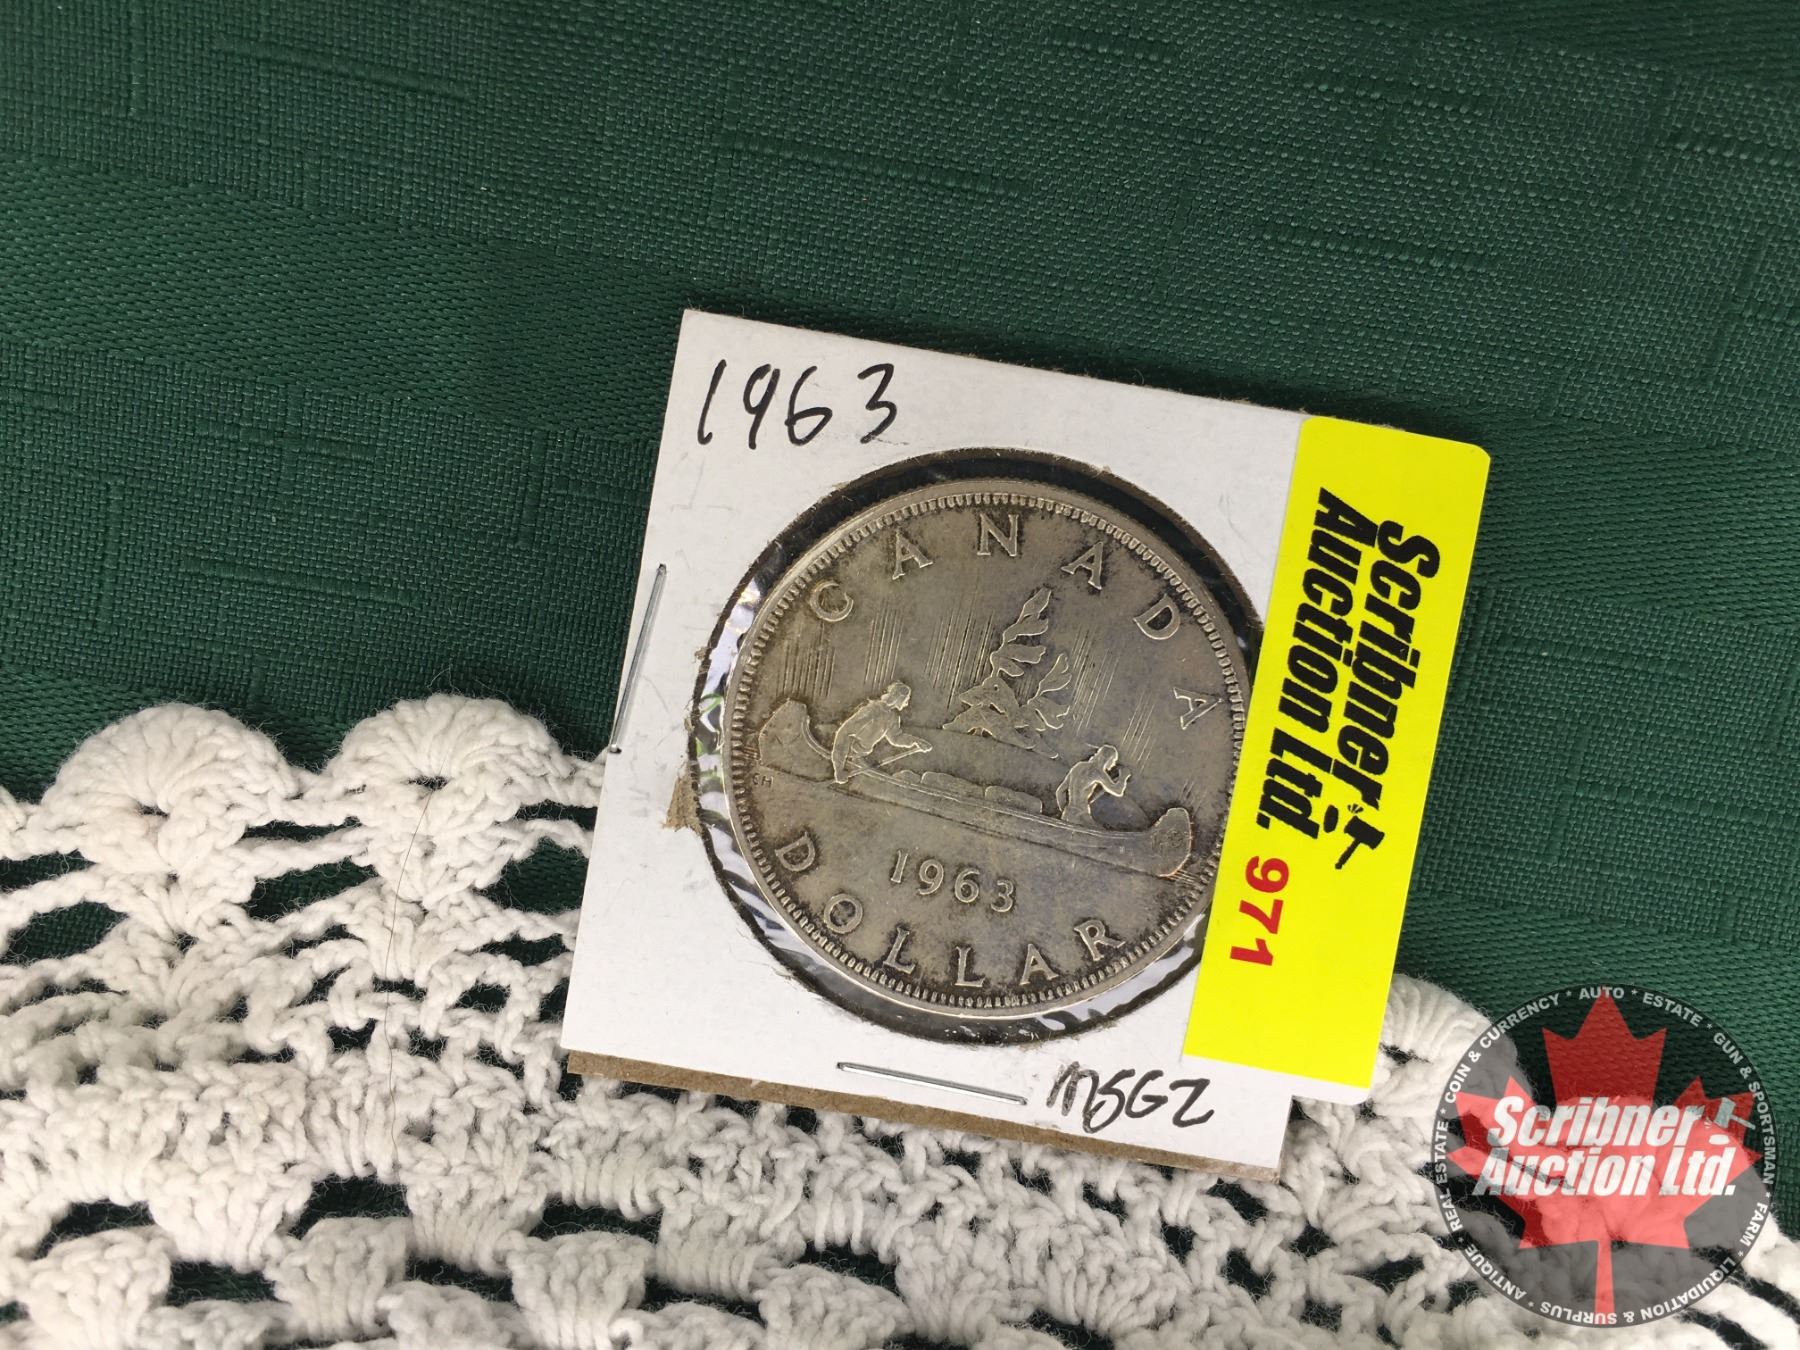 1963
CANADA
SH
1963
DOLLAR
MSGZ
Scribner
Auction Ltd.
971
REAL ESTATE * COIN & CURRENCY * AUTO * ESTATE * GUN & SPORTSMAN * FARM * LIQUIDATION & SURPLUS * ANTIQUE *
Scribner
Auction Ltd.